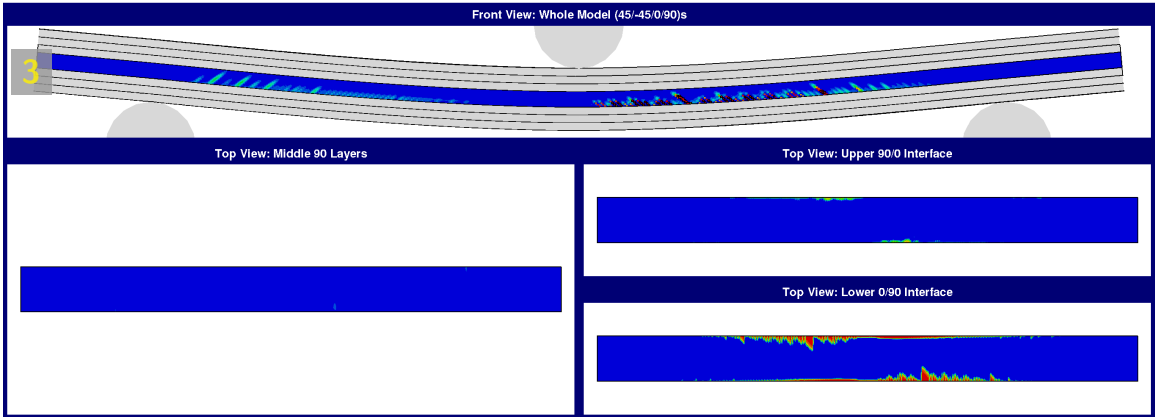 Front View: Whole Model (45/-45/0/90)s
3
Top View: Middle 90 Layers
Top View: Upper 90/0 Interface
Top View: Lower 0/90 Interface